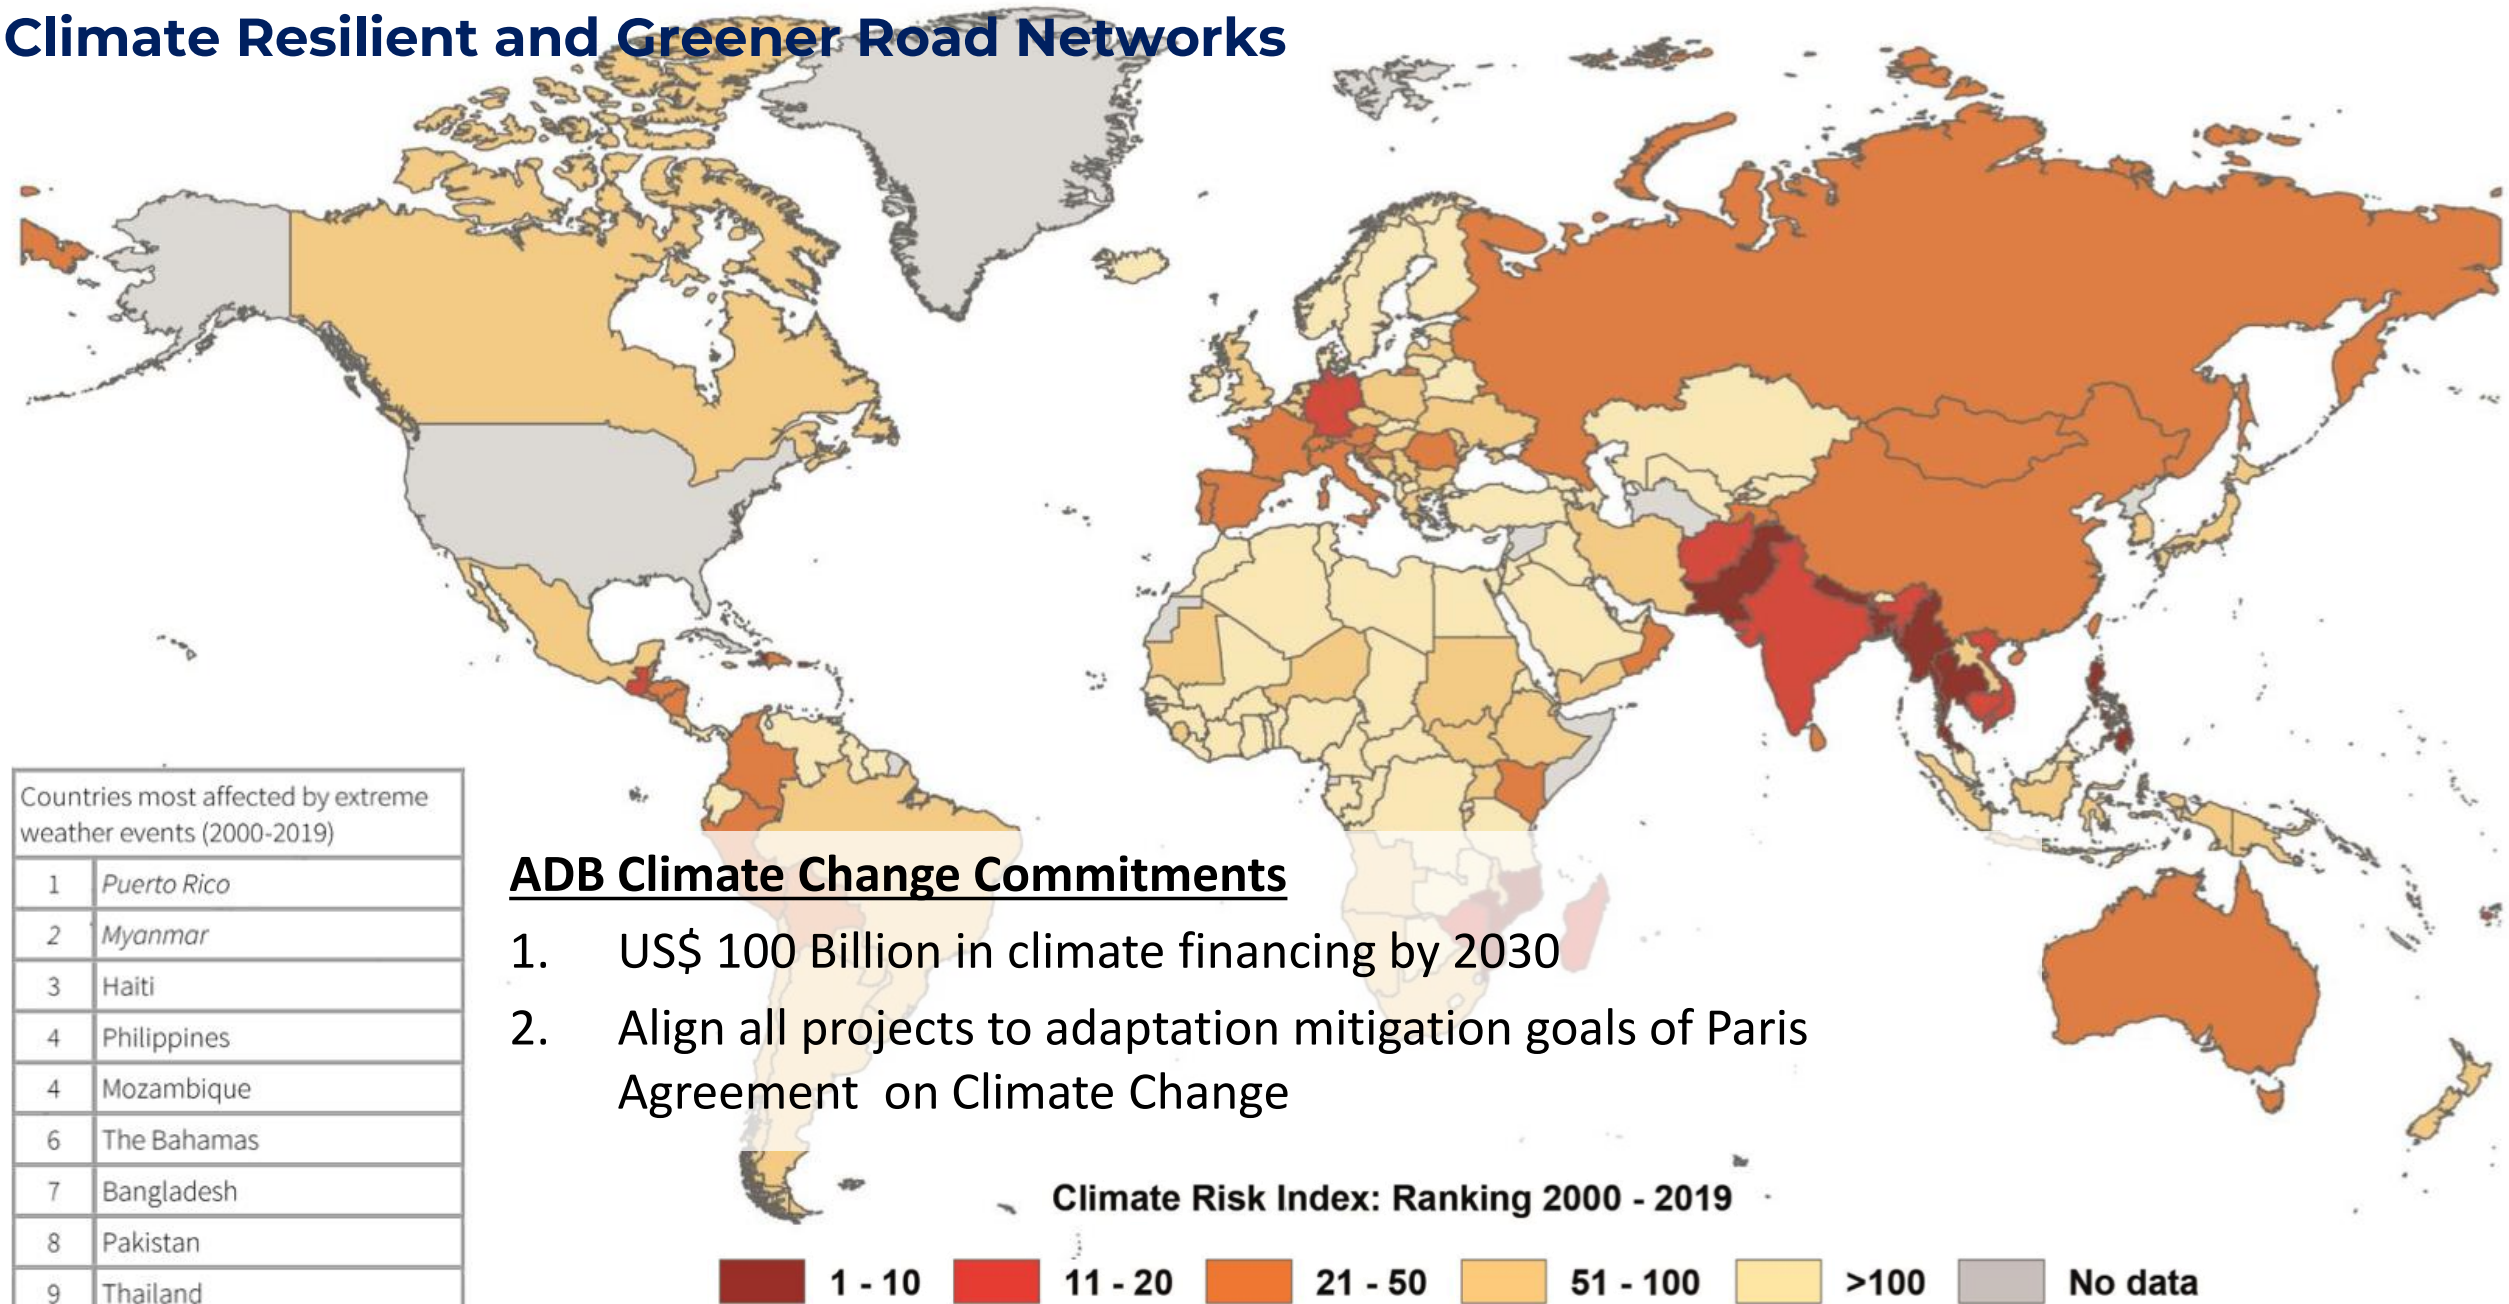 Climate Resilient and Greener Road Networks
Countries most affected by extreme
weather events (2000-2019)
1 Puerto Rico
2 Myanmar
3 Haiti
4 Philippines
4 Mozambique
6 The Bahamas
7 Bangladesh
8 Pakistan
9 Thailand
ADB Climate Change Commitments
1. US$ 100 Billion in climate financing by 2030
2. Align all projects to adaptation mitigation goals of Paris
Agreement on Climate Change
Climate Risk Index: Ranking 2000 - 2019
1 - 10 11 - 20 21 - 50 51 - 100 >100 No data